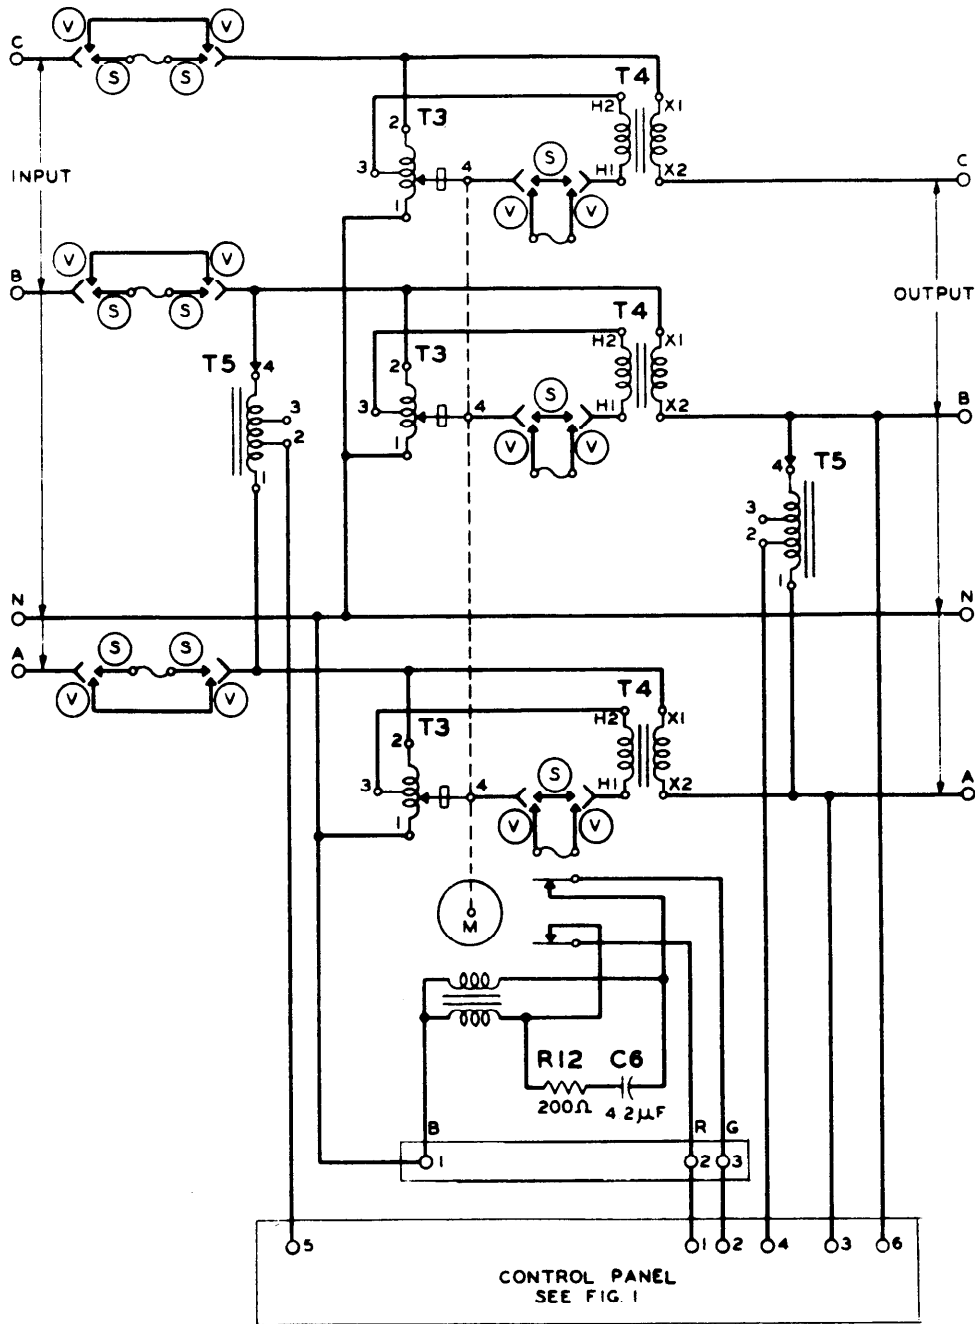 V V
C
S S
T4
H2 X1
T3
2
INPUT
3 4 S
H1 X2 C
1 V V
V V
B
S S
OUTPUT
T4
H2 X1
T5 4 T3
2
3
2
3 4 S
H1 X2 B
1 V V
1
4 T5
3
2
1
N N
A S S
V V
T4
H2 X1
T3
2
3 4 S
H1 X2 A
1 V V
M
R12 C6
200Ω 4 2µF
B R G
1 2 3
5 1 2 4 3 6
CONTROL PANEL
SEE FIG. 1